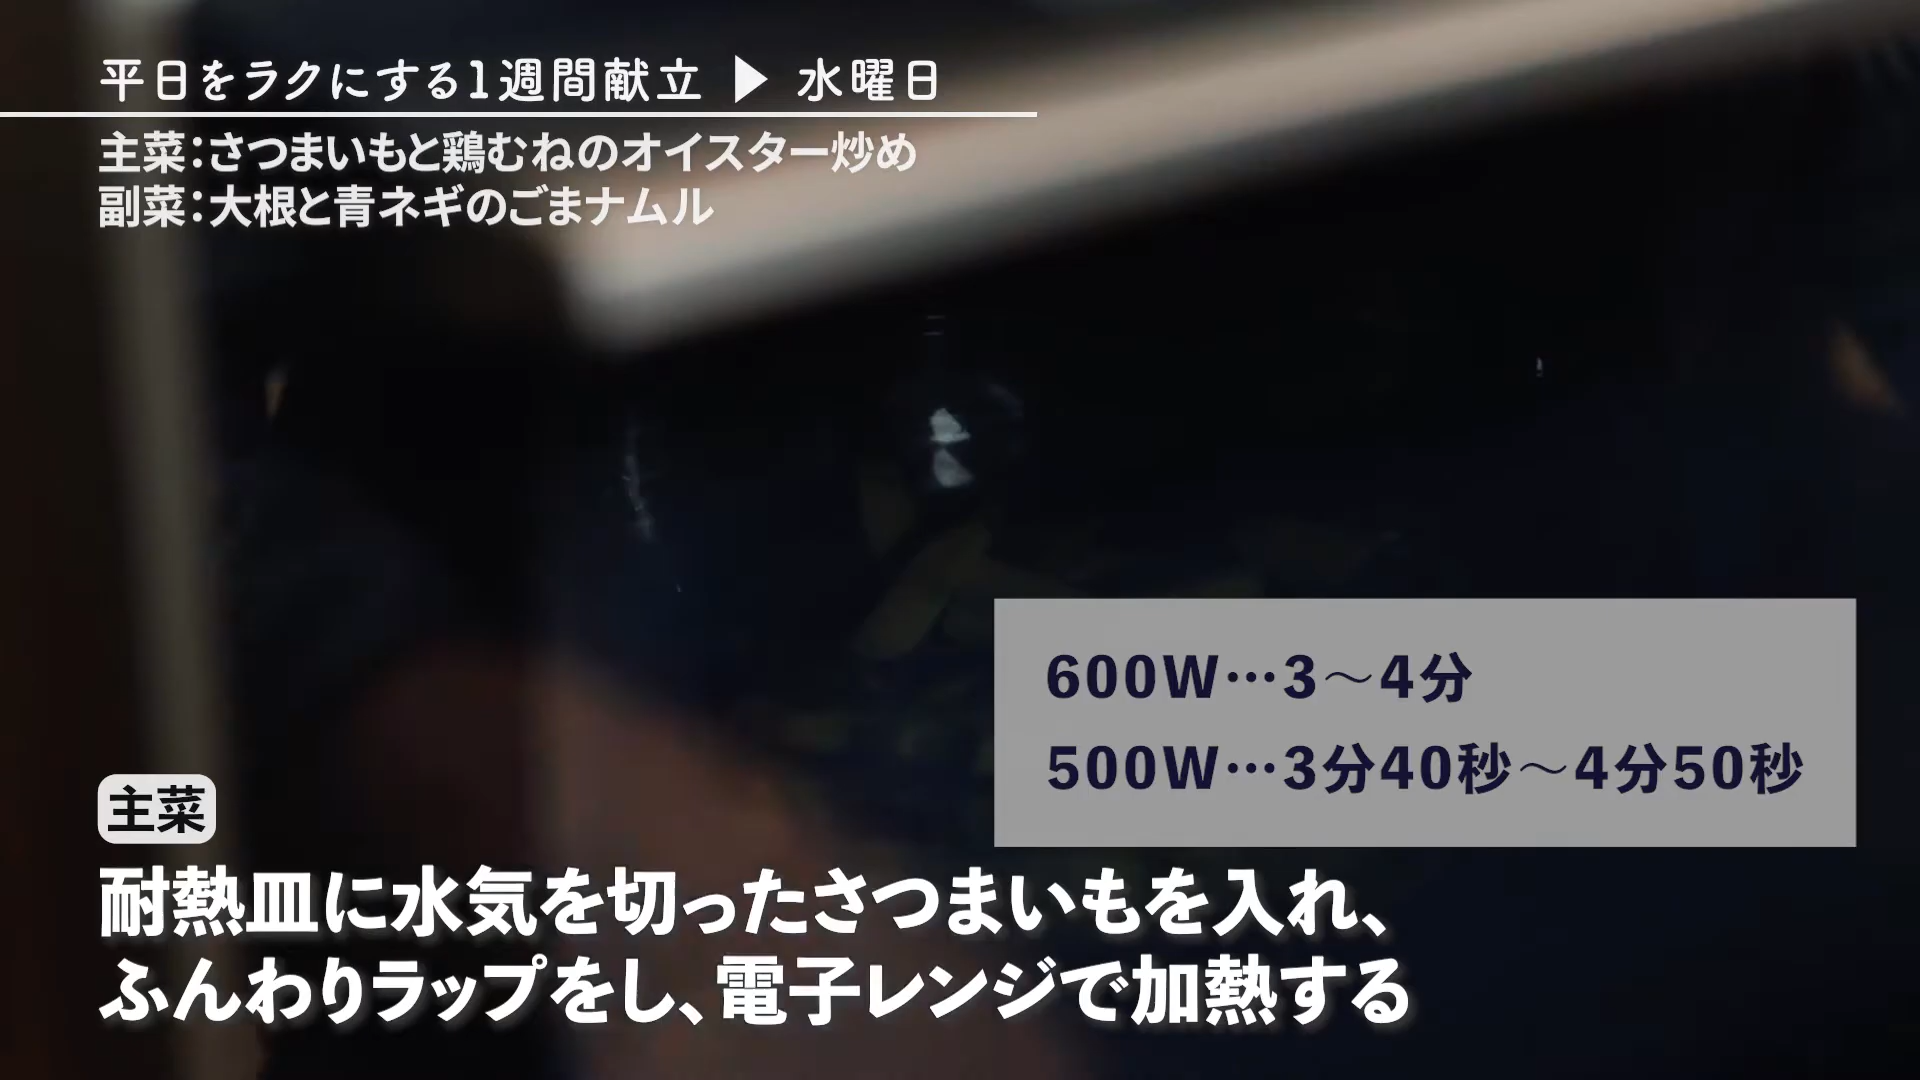 平日をラクにする1週間献立 ▶ 水曜日
主菜：さつまいもと鶏むねのオイスター炒め
副菜：大根と青ネギのごまナムル
600W…3～4分
500W…3分40秒～4分50秒
主菜
耐熱皿に水気を切ったさつまいもを入れ、
ふんわりラップをし、電子レンジで加熱する